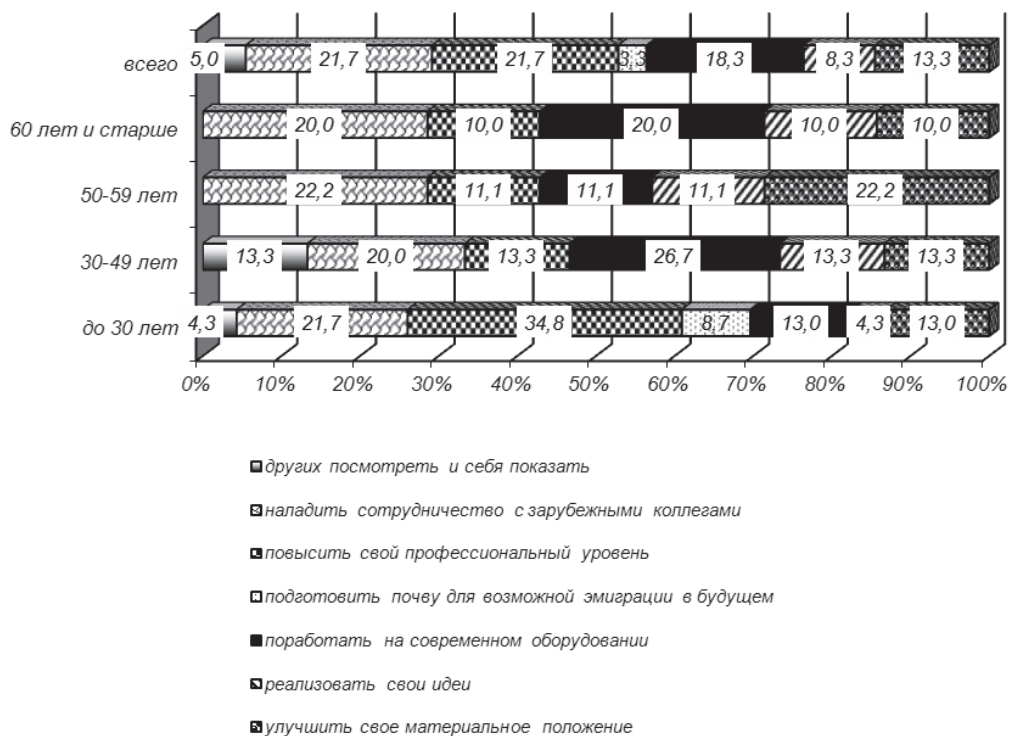 всего 5,0 21,7 21,7 3,3 18,3 8,3 13,3
60 лет и старше 20,0 10,0 20,0 10,0 10,0
50-59 лет 22,2 11,1 11,1 11,1 22,2
30-49 лет 13,3 20,0 13,3 26,7 13,3 13,3
до 30 лет 4,3 21,7 34,8 8,7 13,0 4,3 13,0
0% 10% 20% 30% 40% 50% 60% 70% 80% 90% 100%
других посмотреть и себя показать
наладить сотрудничество с зарубежными коллегами
повысить свой профессиональный уровень
подготовить почву для возможной эмиграции в будущем
поработать на современном оборудовании
реализовать свои идеи
улучшить свое материальное положение